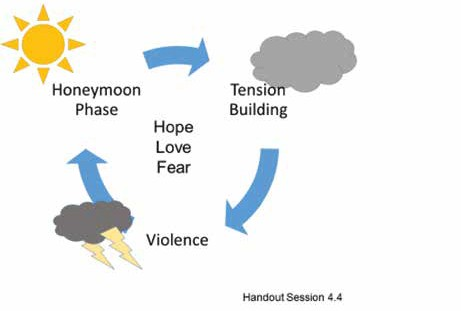 Honeymoon
Phase
Tension
Building
Hope
Love
Fear
Violence
Handout Session 4.4